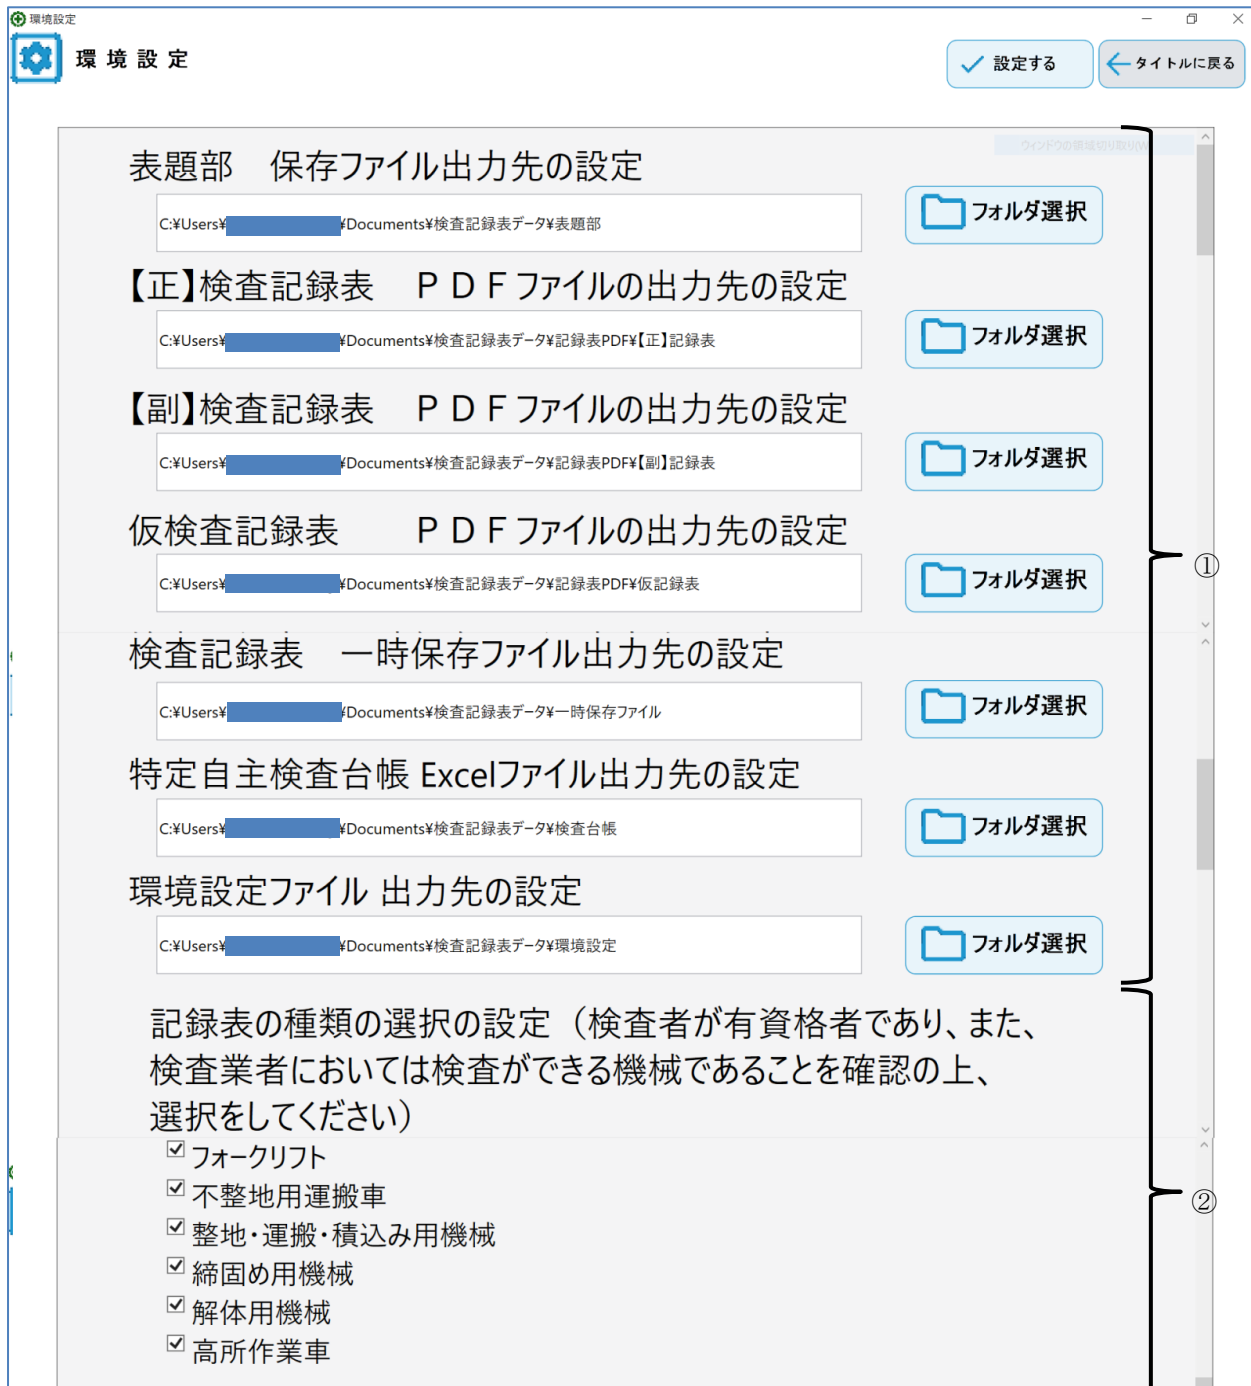 環境設定
環境設定
設定する
タイトルに戻る
表題部　保存ファイル出力先の設定
ウィンドウの領域切り取り(W)
C:¥Users¥ ¥Documents¥検査記録表データ¥表題部
フォルダ選択
【正】検査記録表　ＰＤＦファイルの出力先の設定
C:¥Users¥ ¥Documents¥検査記録表データ¥記録表PDF¥【正】記録表
フォルダ選択
【副】検査記録表　ＰＤＦファイルの出力先の設定
C:¥Users¥ ¥Documents¥検査記録表データ¥記録表PDF¥【副】記録表
フォルダ選択
仮検査記録表　　ＰＤＦファイルの出力先の設定
C:¥Users¥ ¥Documents¥検査記録表データ¥記録表PDF¥仮記録表
フォルダ選択
①
検査記録表　一時保存ファイル出力先の設定
C:¥Users¥ ¥Documents¥検査記録表データ¥一時保存ファイル
フォルダ選択
特定自主検査台帳 Excelファイル出力先の設定
C:¥Users¥ ¥Documents¥検査記録表データ¥検査台帳
フォルダ選択
環境設定ファイル 出力先の設定
C:¥Users¥ ¥Documents¥検査記録表データ¥環境設定
フォルダ選択
記録表の種類の選択の設定（検査者が有資格者であり、また、
検査業者においては検査ができる機械であることを確認の上、
選択をしてください）
フォークリフト
不整地用運搬車
②
整地・運搬・積込み用機械
締固め用機械
解体用機械
高所作業車